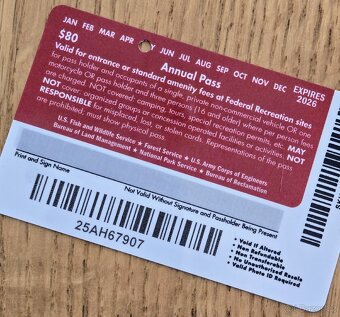 JAN FEB MAR APR JUN JUL AUG SEP OCT NOV DEC EXPIRES
$80 2026
Annual Pass
Valid for entrance or standard amenity fees at Federal Recreation sites
for pass holder and occupants of a single, private non-commercial vehicle OR one
motorcycle OR pass holder and three persons (16 and older) where per person fees
are charged. NOT covered: camping, tours, special recreation permits, etc. MAY
NOT cover: organized groups or concession operated facilities or activities. NOT
RESPONSIBLE for misplaced, lost, or stolen cards. Representations of the pass
are prohibited; must show physical pass.
U.S. Fish and Wildlife Service • Forest Service • U.S. Army Corps of Engineers
Bureau of Land Management • National Park Service • Bureau of Reclamation
Print and Sign Name
Not Valid Without Signature and Passholder Being Present
25AH67907
• Void If Altered
• Non Refundable
• Non Transferable
• No Unauthorized Resale
• Valid Photo ID Required